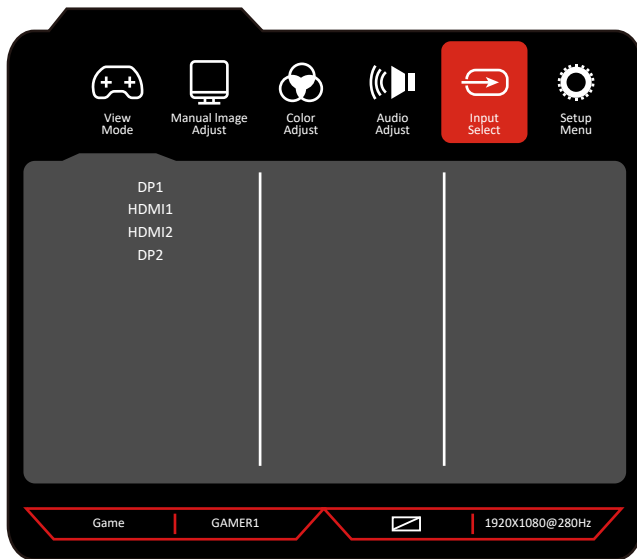 View
Mode
Manual Image
Adjust
Color
Adjust
Audio
Adjust
Input
Select
Setup
Menu
DP1
HDMI1
HDMI2
DP2
Game
GAMER1
1920X1080@280Hz